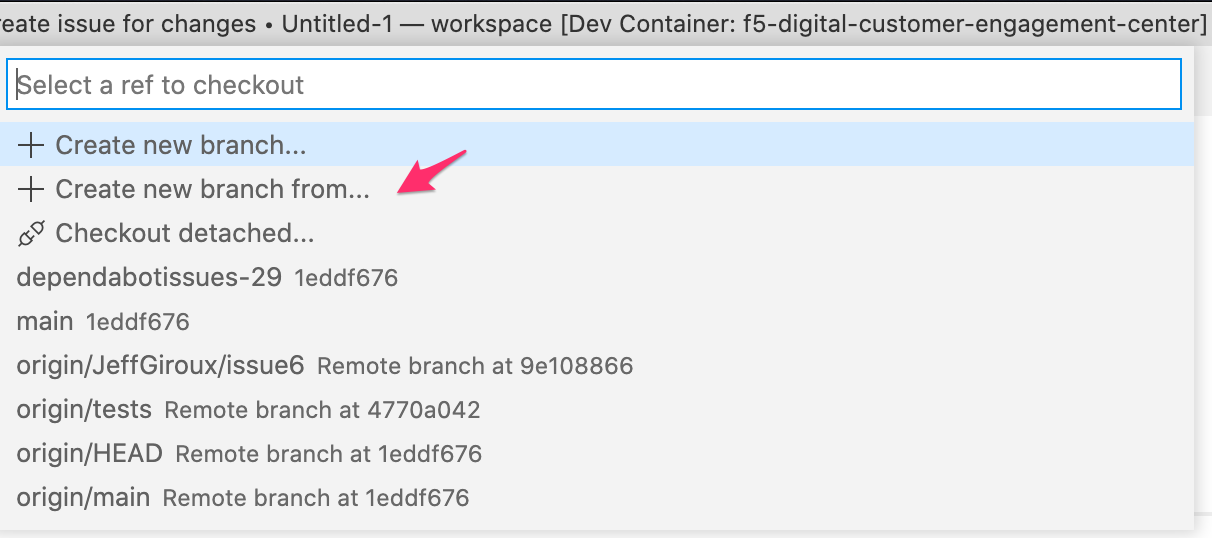 reate issue for changes • Untitled-1 — workspace [Dev Container: f5-digital-customer-engagement-center]
Select a ref to checkout
Create new branch...
Create new branch from...
Checkout detached...
dependabotissues-29 1eddf676
main 1eddf676
origin/JeffGiroux/issue6 Remote branch at 9e108866
origin/tests Remote branch at 4770a042
origin/HEAD Remote branch at 1eddf676
origin/main Remote branch at 1eddf676